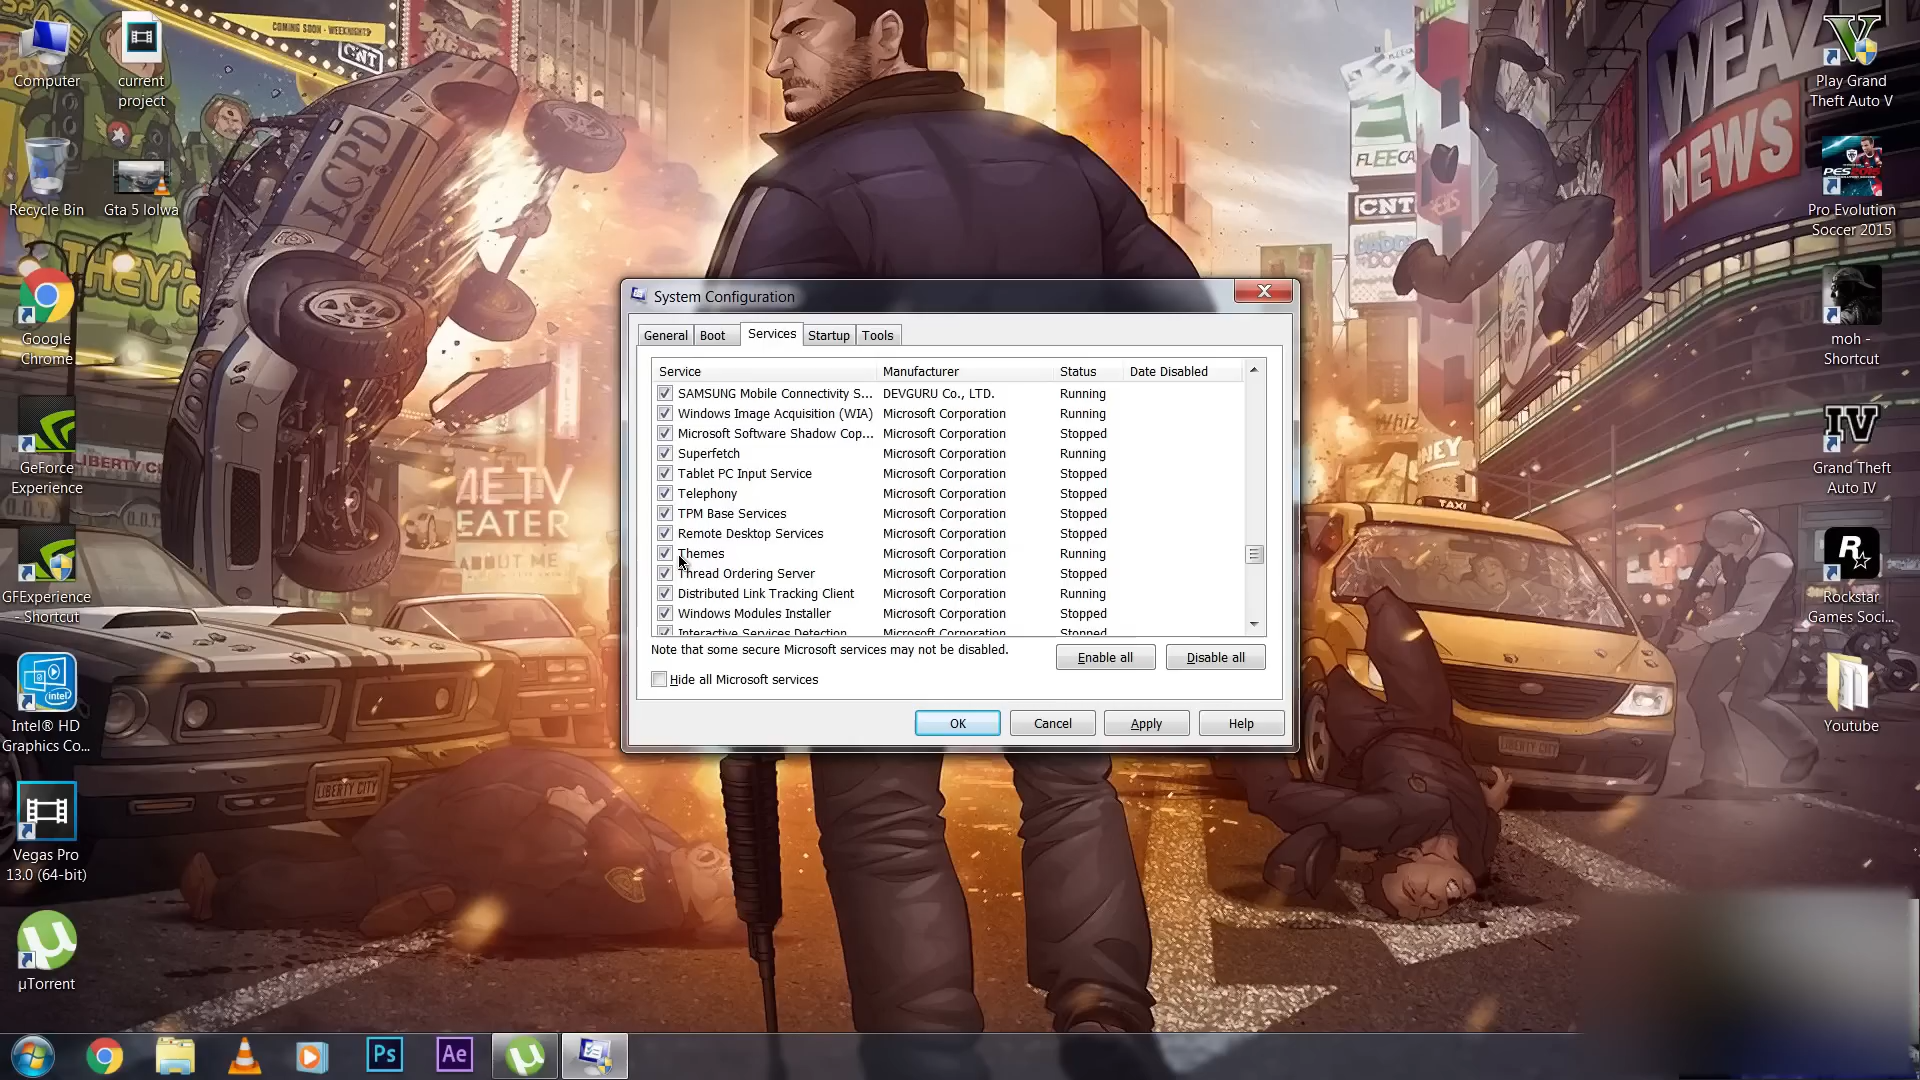 Computer
current
project
Recycle Bin
Gta 5 lolwa
Google
Chrome
GeForce
Experience
GFExperience
- Shortcut
Intel® HD
Graphics Co...
Vegas Pro
13.0 (64-bit)
µTorrent
COMING SOON - WEEKNIGHTS
CNT
LCPD
THEY'R
LIBERTY CI
ME TV
EATER
ABOUT ME
LIBERTY CITY
System Configuration
General
Boot
Services
Startup
Tools
Service Manufacturer Status Date Disabled
SAMSUNG Mobile Connectivity S... DEVGURU Co., LTD. Running
Windows Image Acquisition (WIA) Microsoft Corporation Running
Microsoft Software Shadow Cop... Microsoft Corporation Stopped
Superfetch Microsoft Corporation Running
Tablet PC Input Service Microsoft Corporation Stopped
Telephony Microsoft Corporation Stopped
TPM Base Services Microsoft Corporation Stopped
Remote Desktop Services Microsoft Corporation Stopped
Themes Microsoft Corporation Running
Thread Ordering Server Microsoft Corporation Stopped
Distributed Link Tracking Client Microsoft Corporation Running
Windows Modules Installer Microsoft Corporation Stopped
Interactive Services Detection Microsoft Corporation Stopped
Note that some secure Microsoft services may not be disabled.
Enable all
Disable all
Hide all Microsoft services
OK
Cancel
Apply
Help
FLEECA
CNT
WEAZ
NEWS
Whiz
TAXI
LIBERTY CITY
V
Play Grand
Theft Auto V
PES2015
Pro Evolution
Soccer 2015
moh -
Shortcut
IV
Grand Theft
Auto IV
R
Rockstar
Games Soci...
Youtube
Ps
Ae